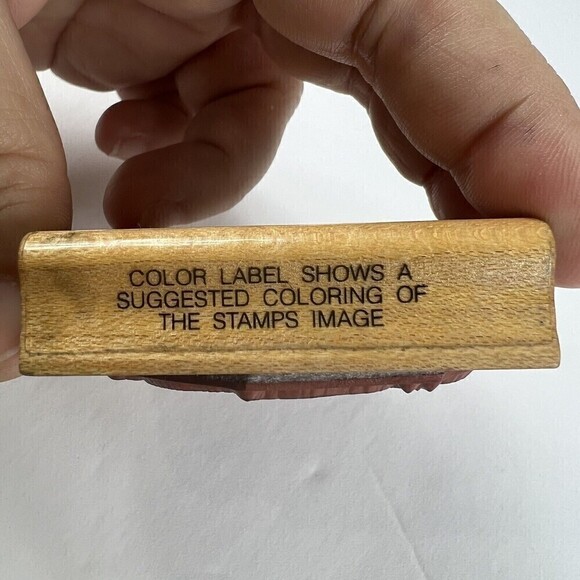 COLOR LABEL SHOWS A
SUGGESTED COLORING OF
THE STAMPS IMAGE